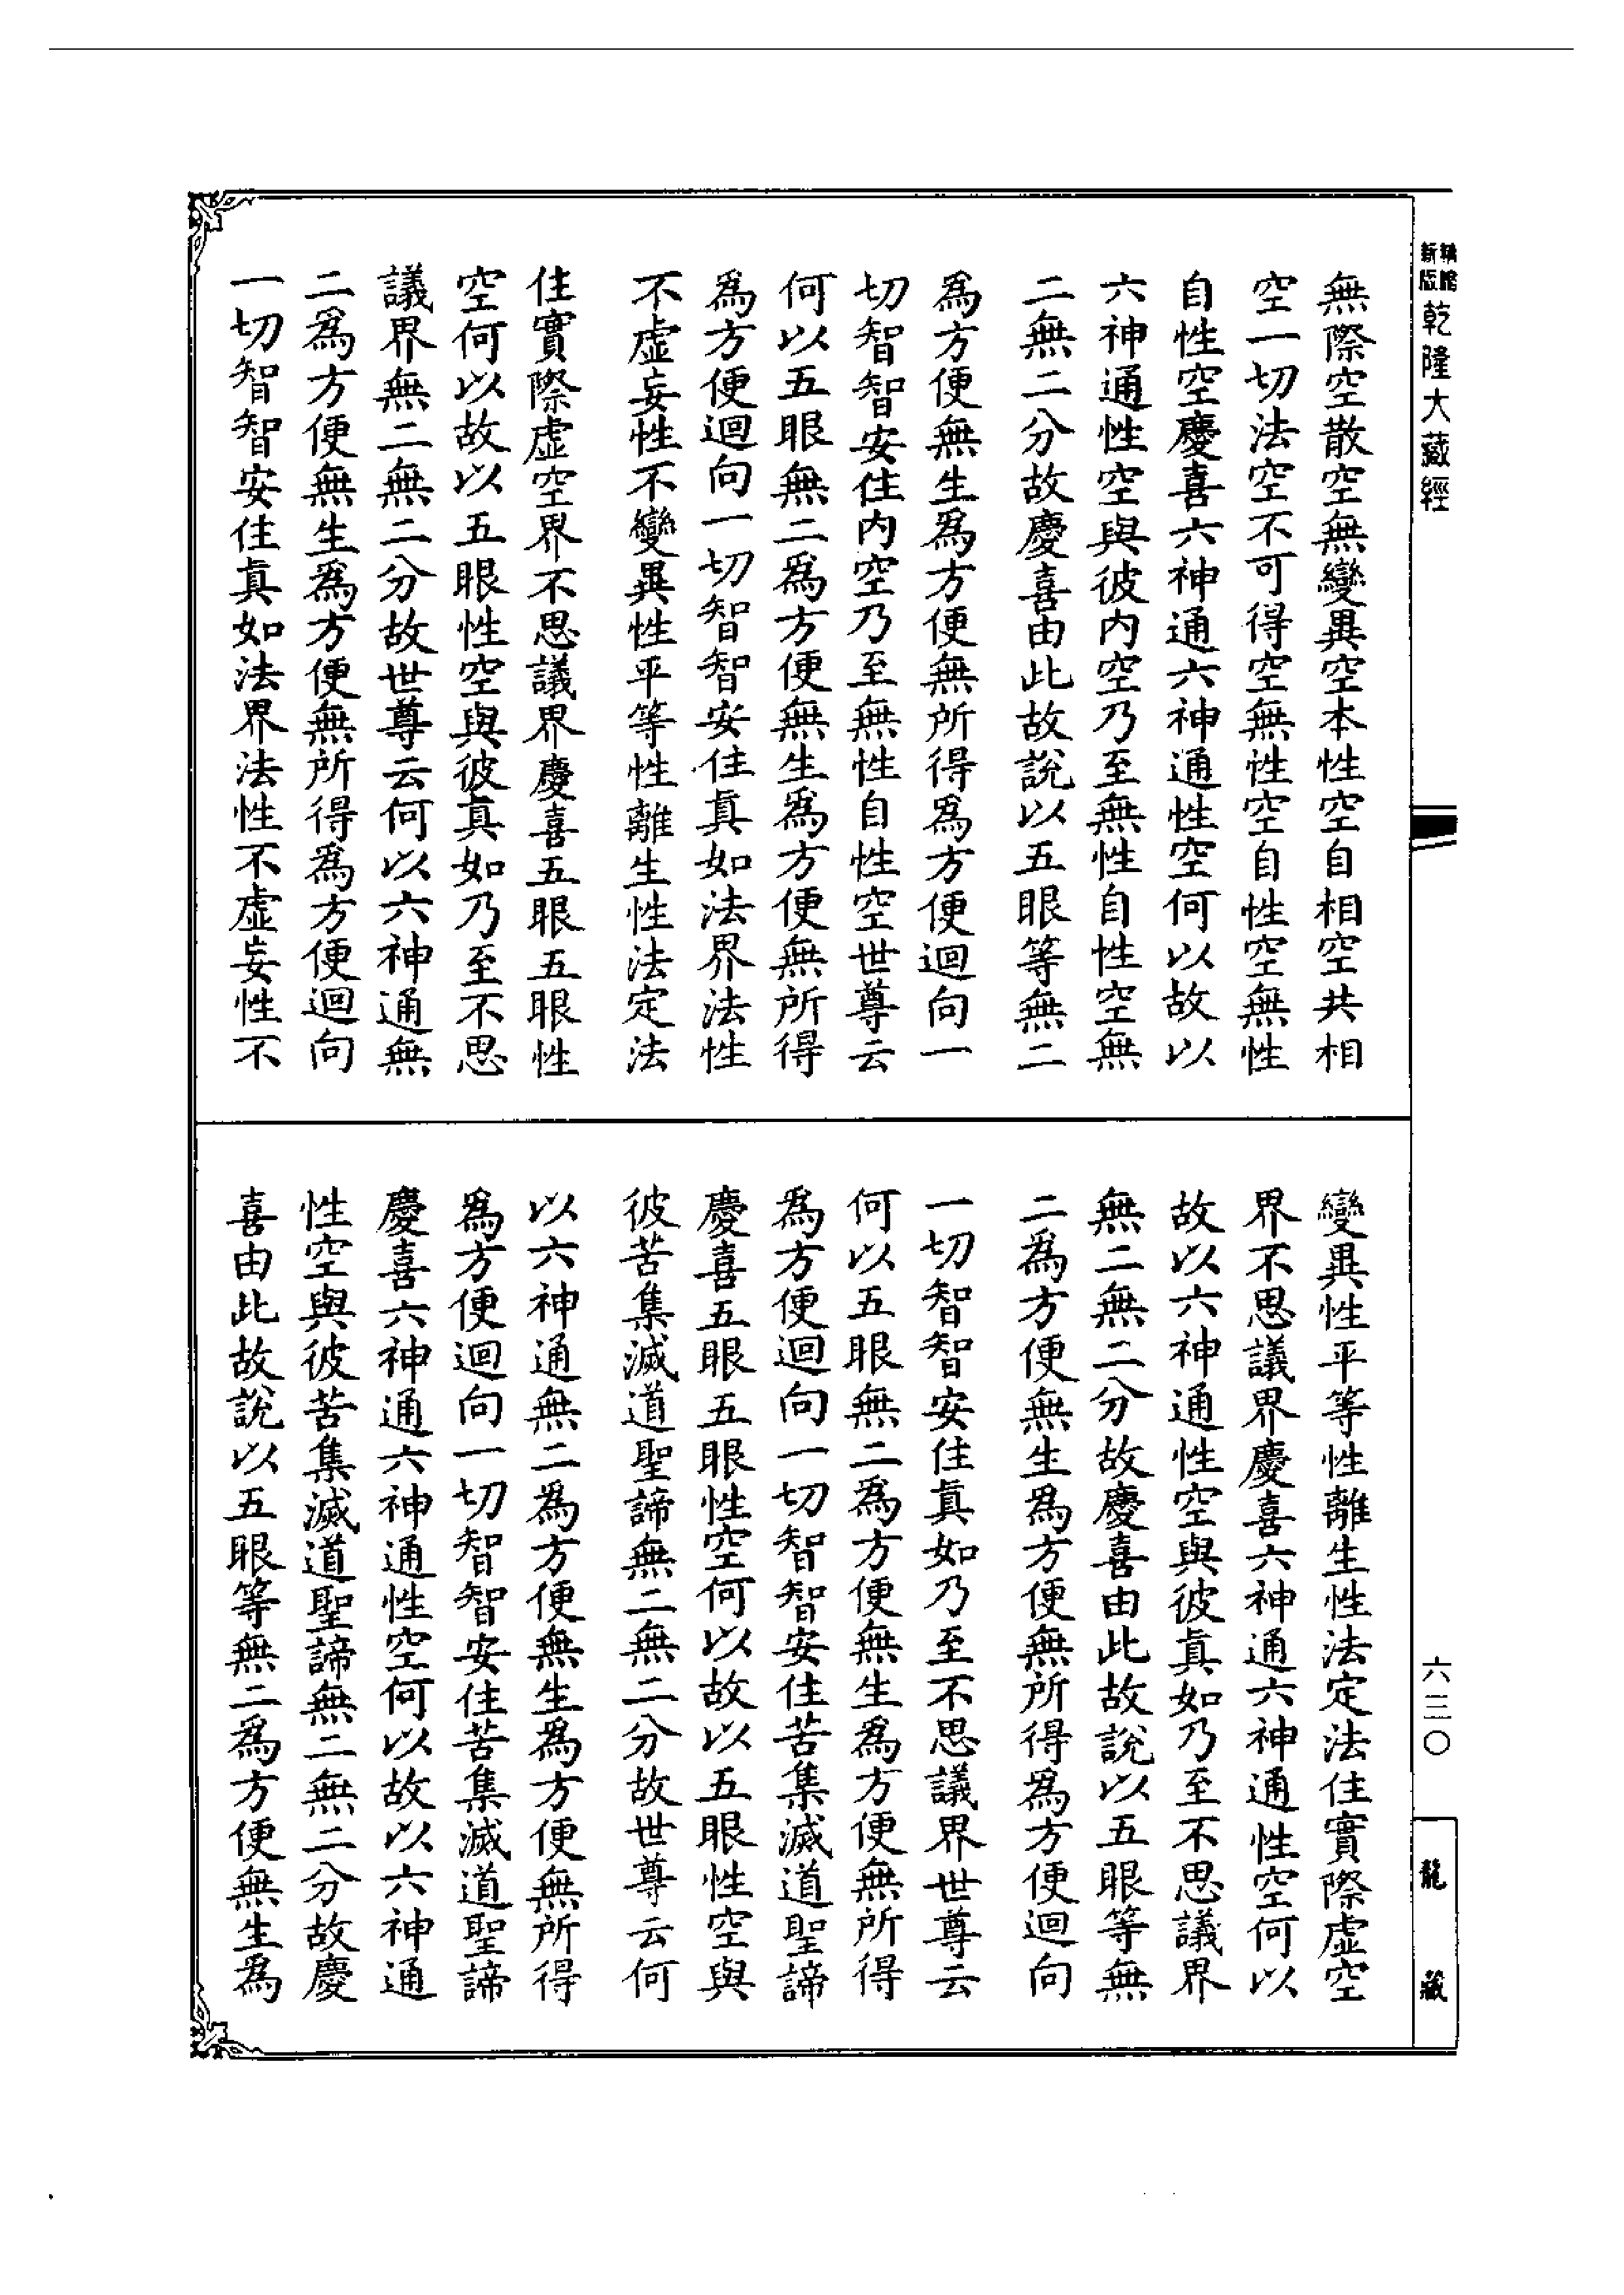 乾隆大藏經
無際空散空無變異空本性空自相空共相
空一切法空不可得空無性空自性空無性
自性空慶喜六神通六神通性空何以故以
六神通性空與彼内空乃至無性自性空無
二無二分故慶喜由此故說以五眼等無二
為方便無生為方便無所得為方便迴向一
切智智安住内空乃至無性自性空世尊云
何以五眼無二為方便無生為方便無所得
為方便迴向一切智智安住真如法界法性
不虛妄性不變異性平等性離生性法定法
住實際虛空界不思議界慶喜五眼五眼性
空何以故以五眼性空與彼真如乃至不思
議界無二無二分故世尊云何以六神通無
二為方便無生為方便無所得為方便迴向
一切智智安住真如法界法性不虛妄性不
變異性平等性離生性法定法住實際虛空
界不思議界慶喜六神通六神通性空何以
故以六神通性空與彼真如乃至不思議界
無二無二分故慶喜由此故說以五眼等無
二為方便無生為方便無所得為方便迴向
一切智智安住真如乃至不思議界世尊云
何以五眼無二為方便無生為方便無所得
為方便迴向一切智智安住苦集滅道聖諦
慶喜五眼五眼性空何以故以五眼性空與
彼苦集滅道聖諦無二無二分故世尊云何
以六神通無二為方便無生為方便無所得
為方便迴向一切智智安住苦集滅道聖諦
慶喜六神通六神通性空何以故以六神通
性空與彼苦集滅道聖諦無二無二分故慶
喜由此故說以五眼等無二為方便無生為
六三〇
龍藏